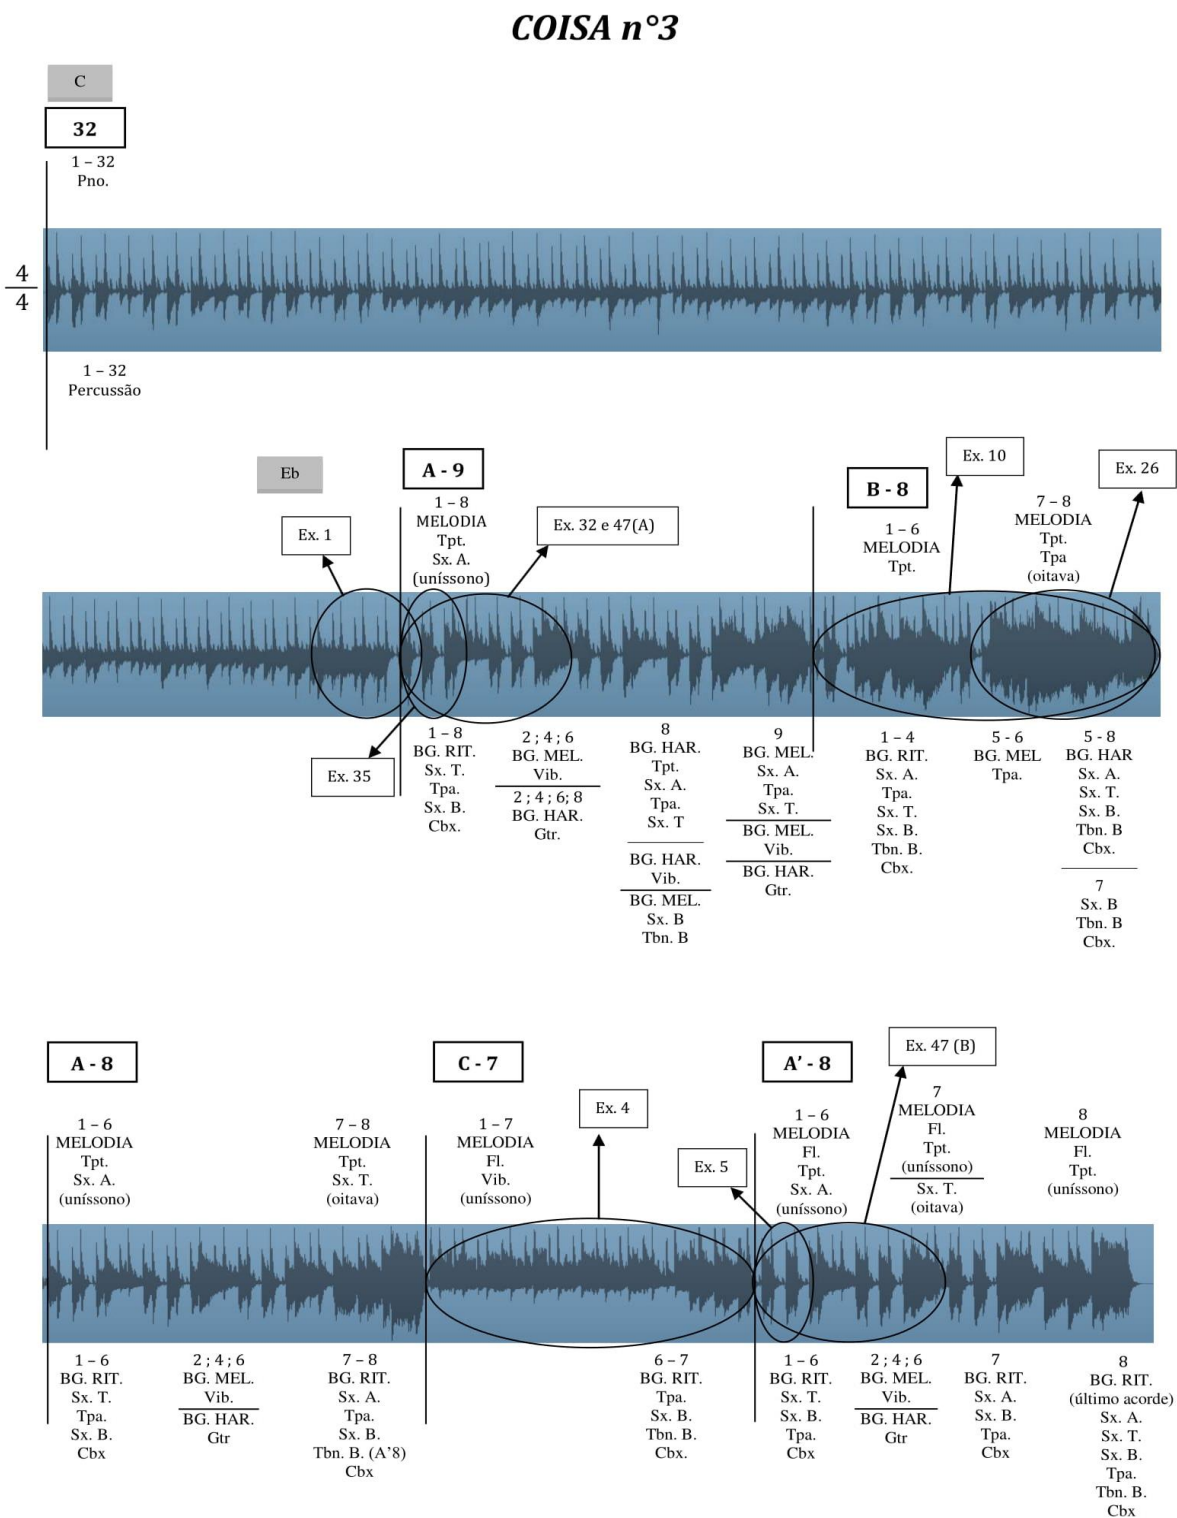 COISA n°3
C
32
1 – 32
Pno.
4
4
1 – 32
Percussão
Eb
A - 9
1 – 8
MELODIA
Tpt.
Sx. A.
(uníssono)
Ex. 1
Ex. 32 e 47(A)
B - 8
1 – 6
MELODIA
Tpt.
Ex. 10
7 – 8
MELODIA
Tpt.
Tpa
(oitava)
Ex. 26
Ex. 35
1 – 8
BG. RIT.
Sx. T.
Tpa.
Sx. B.
Cbx.
2 ; 4 ; 6
BG. MEL.
Vib.
2 ; 4 ; 6; 8
BG. HAR.
Gtr.
8
BG. HAR.
Tpt.
Sx. A.
Tpa.
Sx. T
BG. HAR.
Vib.
BG. MEL.
Sx. B
Tbn. B
9
BG. MEL.
Sx. A.
Tpa.
Sx. T.
BG. MEL.
Vib.
BG. HAR.
Gtr.
1 – 4
BG. RIT.
Sx. A.
Tpa.
Sx. T.
Sx. B.
Tbn. B.
Cbx.
5 - 6
BG. MEL
Tpa.
5 - 8
BG. HAR
Sx. A.
Sx. T.
Sx. B.
Tbn. B
Cbx.
7
Sx. B
Tbn. B
Cbx.
A - 8
1 – 6
MELODIA
Tpt.
Sx. A.
(uníssono)
7 – 8
MELODIA
Tpt.
Sx. T.
(oitava)
C - 7
1 – 7
MELODIA
Fl.
Vib.
(uníssono)
Ex. 4
Ex. 5
A’ - 8
1 – 6
MELODIA
Fl.
Tpt.
Sx. A.
(uníssono)
Ex. 47 (B)
7
MELODIA
Fl.
Tpt.
(uníssono)
Sx. T.
(oitava)
8
MELODIA
Fl.
Tpt.
(uníssono)
1 – 6
BG. RIT.
Sx. T.
Tpa.
Sx. B.
Cbx
2 ; 4 ; 6
BG. MEL.
Vib.
BG. HAR.
Gtr
7 – 8
BG. RIT.
Sx. A.
Tpa.
Sx. B.
Tbn. B. (A’8)
Cbx
6 – 7
BG. RIT.
Tpa.
Sx. B.
Tbn. B.
Cbx.
1 – 6
BG. RIT.
Sx. T.
Sx. B.
Tpa.
Cbx
2 ; 4 ; 6
BG. MEL.
Vib.
BG. HAR.
Gtr
7
BG. RIT.
Sx. A.
Sx. B.
Tpa.
Cbx
8
BG. RIT.
(último acorde)
Sx. A.
Sx. T.
Sx. B.
Tpa.
Tbn. B.
Cbx